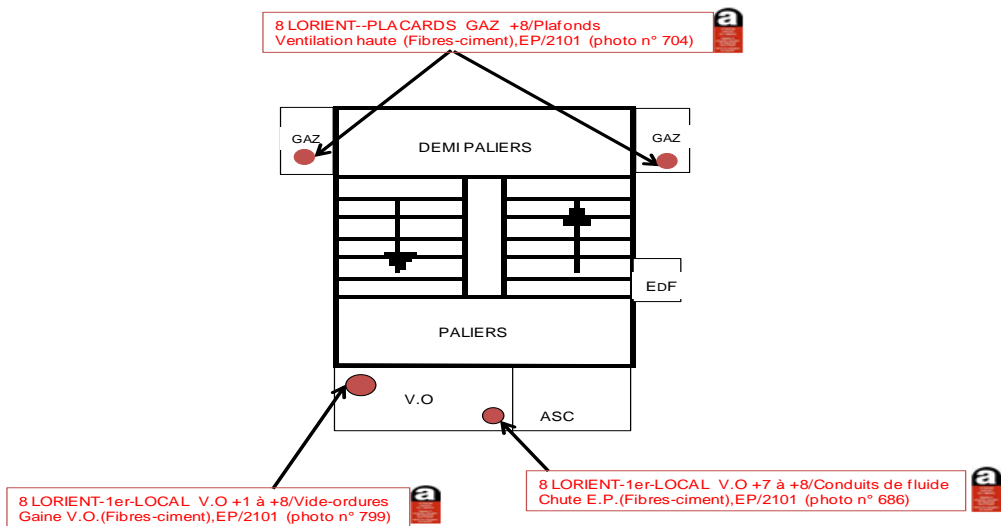 8 LORIENT--PLACARDS GAZ +8/Plafonds
Ventilation haute (Fibres-ciment),EP/2101 (photo n° 704)
a
GAZ
DEMI PALIERS
GAZ
EDF
PALIERS
V.O
ASC
8 LORIENT-1er-LOCAL V.O +1 à +8/Vide-ordures
Gaine V.O.(Fibres-ciment),EP/2101 (photo n° 799)
a
8 LORIENT-1er-LOCAL V.O +7 à +8/Conduits de fluide
Chute E.P.(Fibres-ciment),EP/2101 (photo n° 686)
a